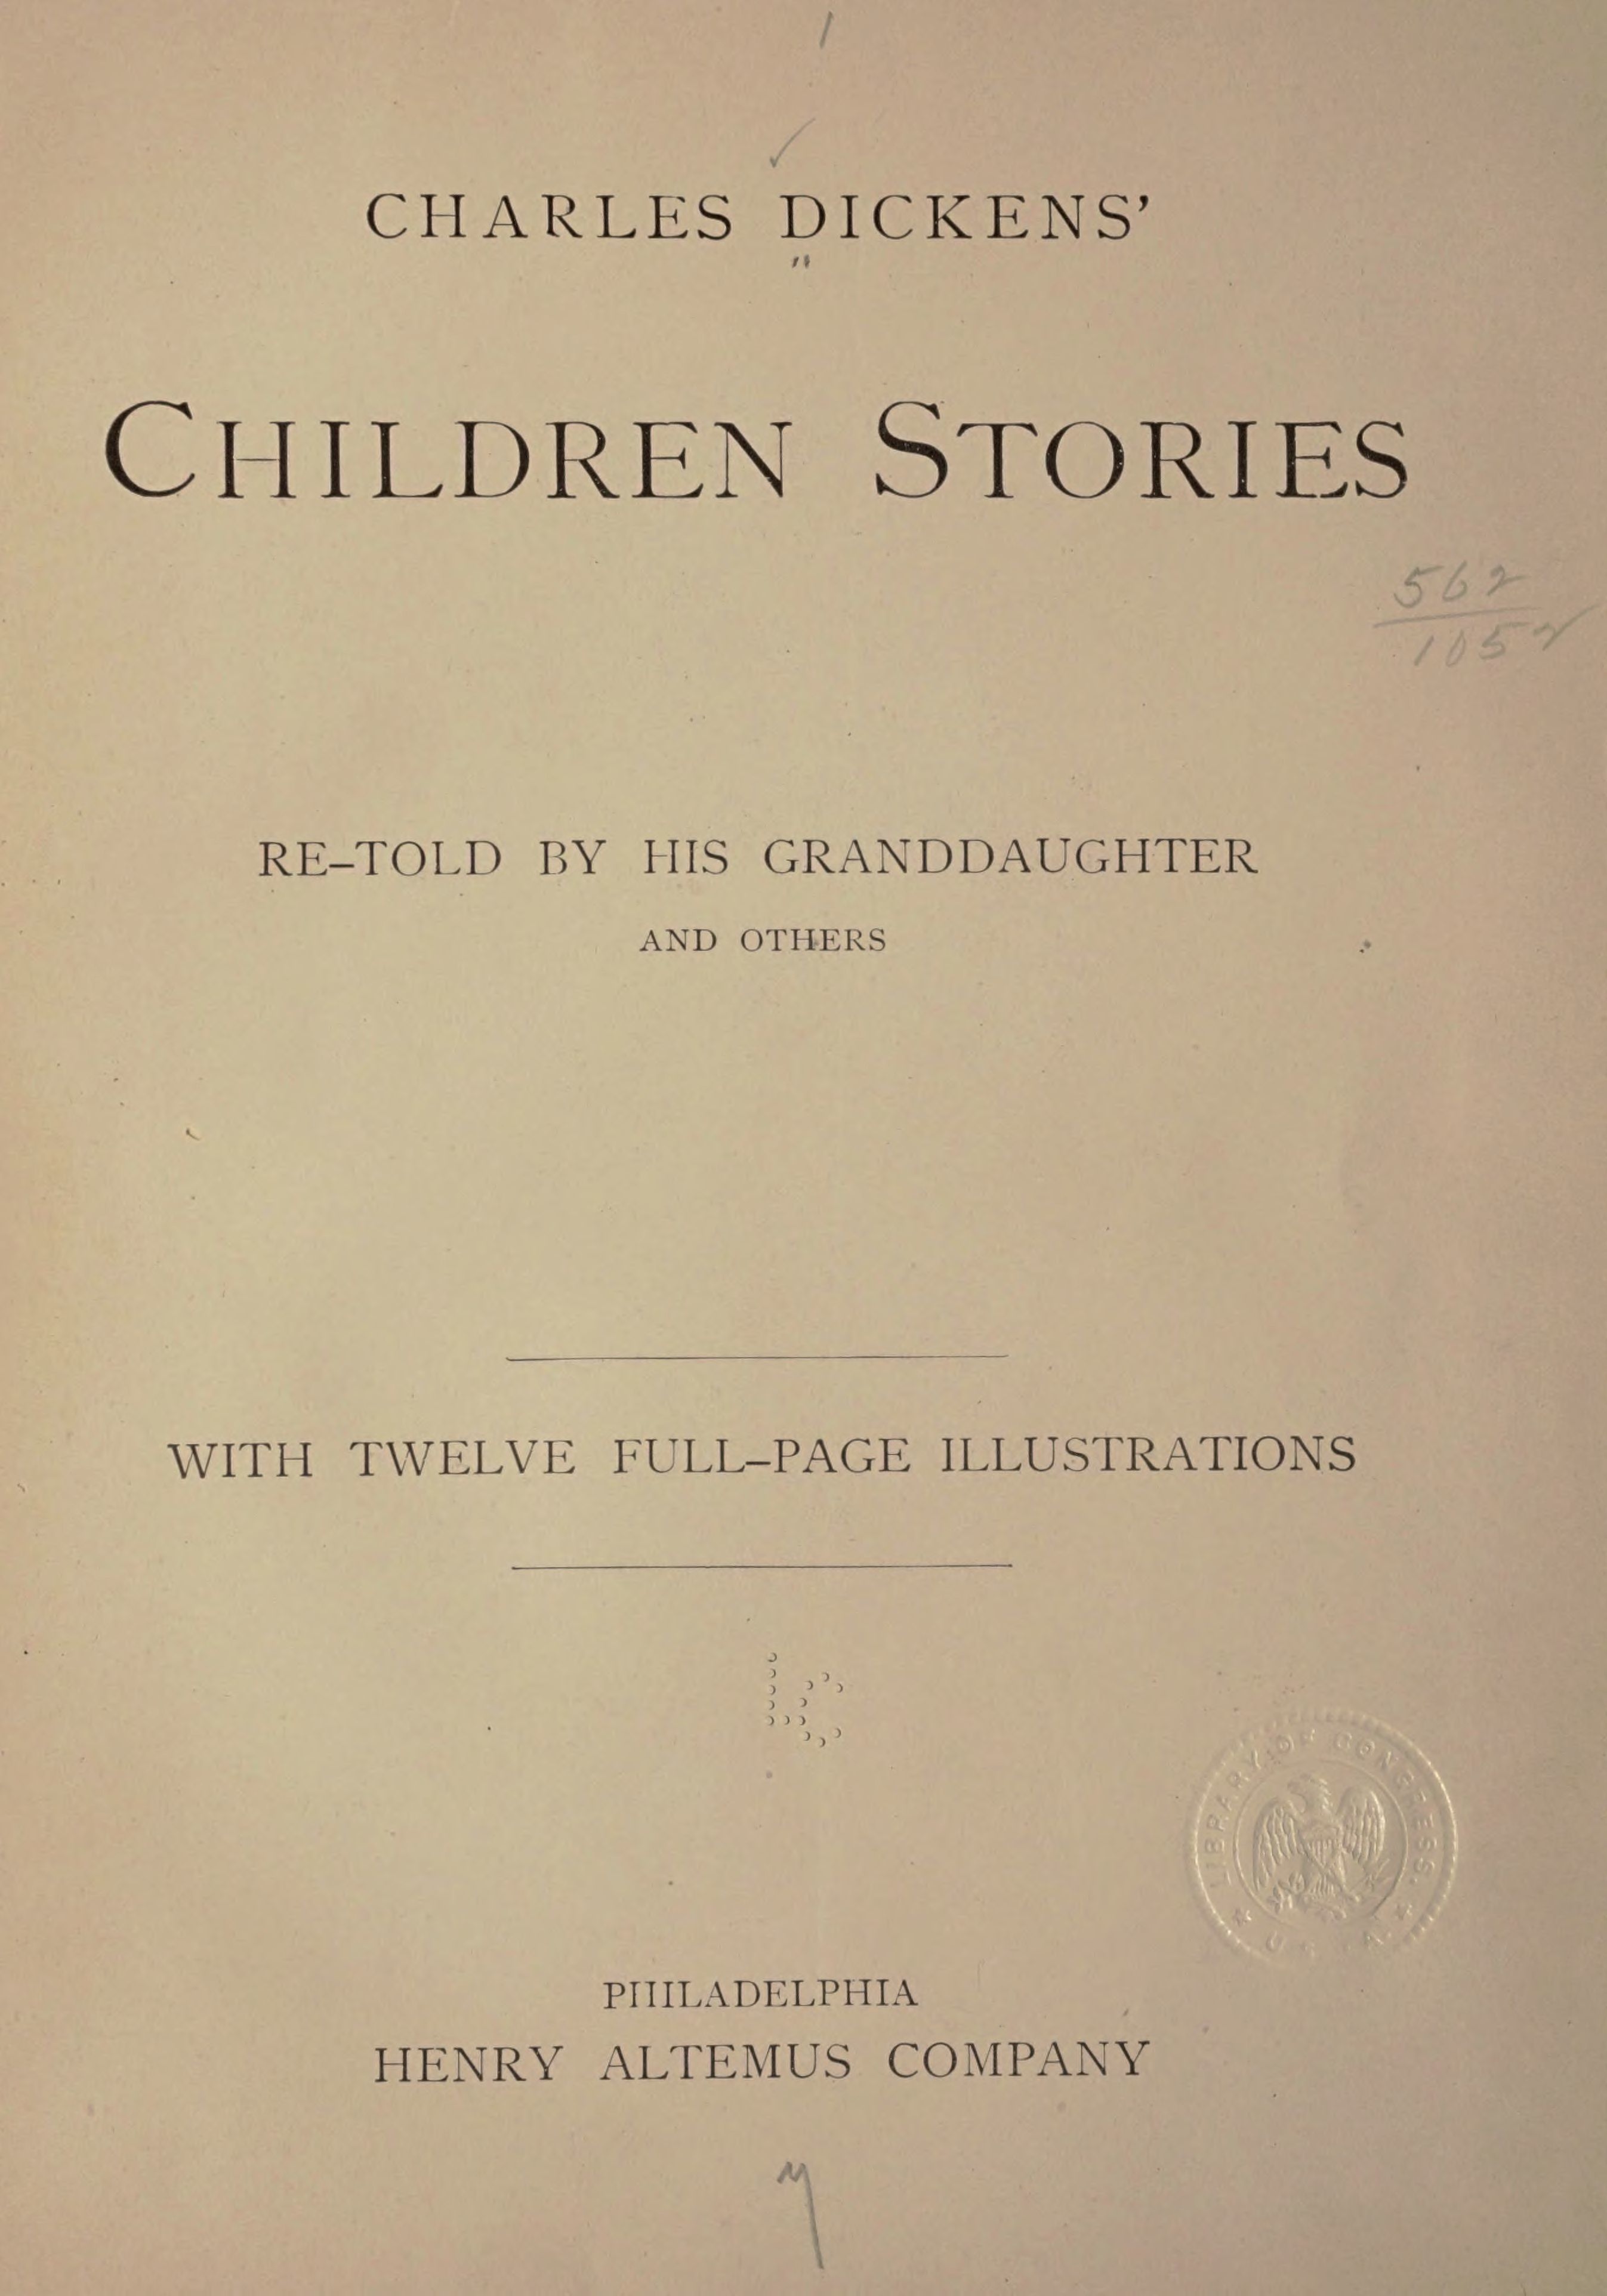 CHARLES DICKENS'
CHILDREN STORIES
562
1052
RE-TOLD BY HIS GRANDDAUGHTER
AND OTHERS
WITH TWELVE FULL-PAGE ILLUSTRATIONS
LIBRARY OF CONGRESS
U.S.A.
PHILADELPHIA
HENRY ALTEMUS COMPANY